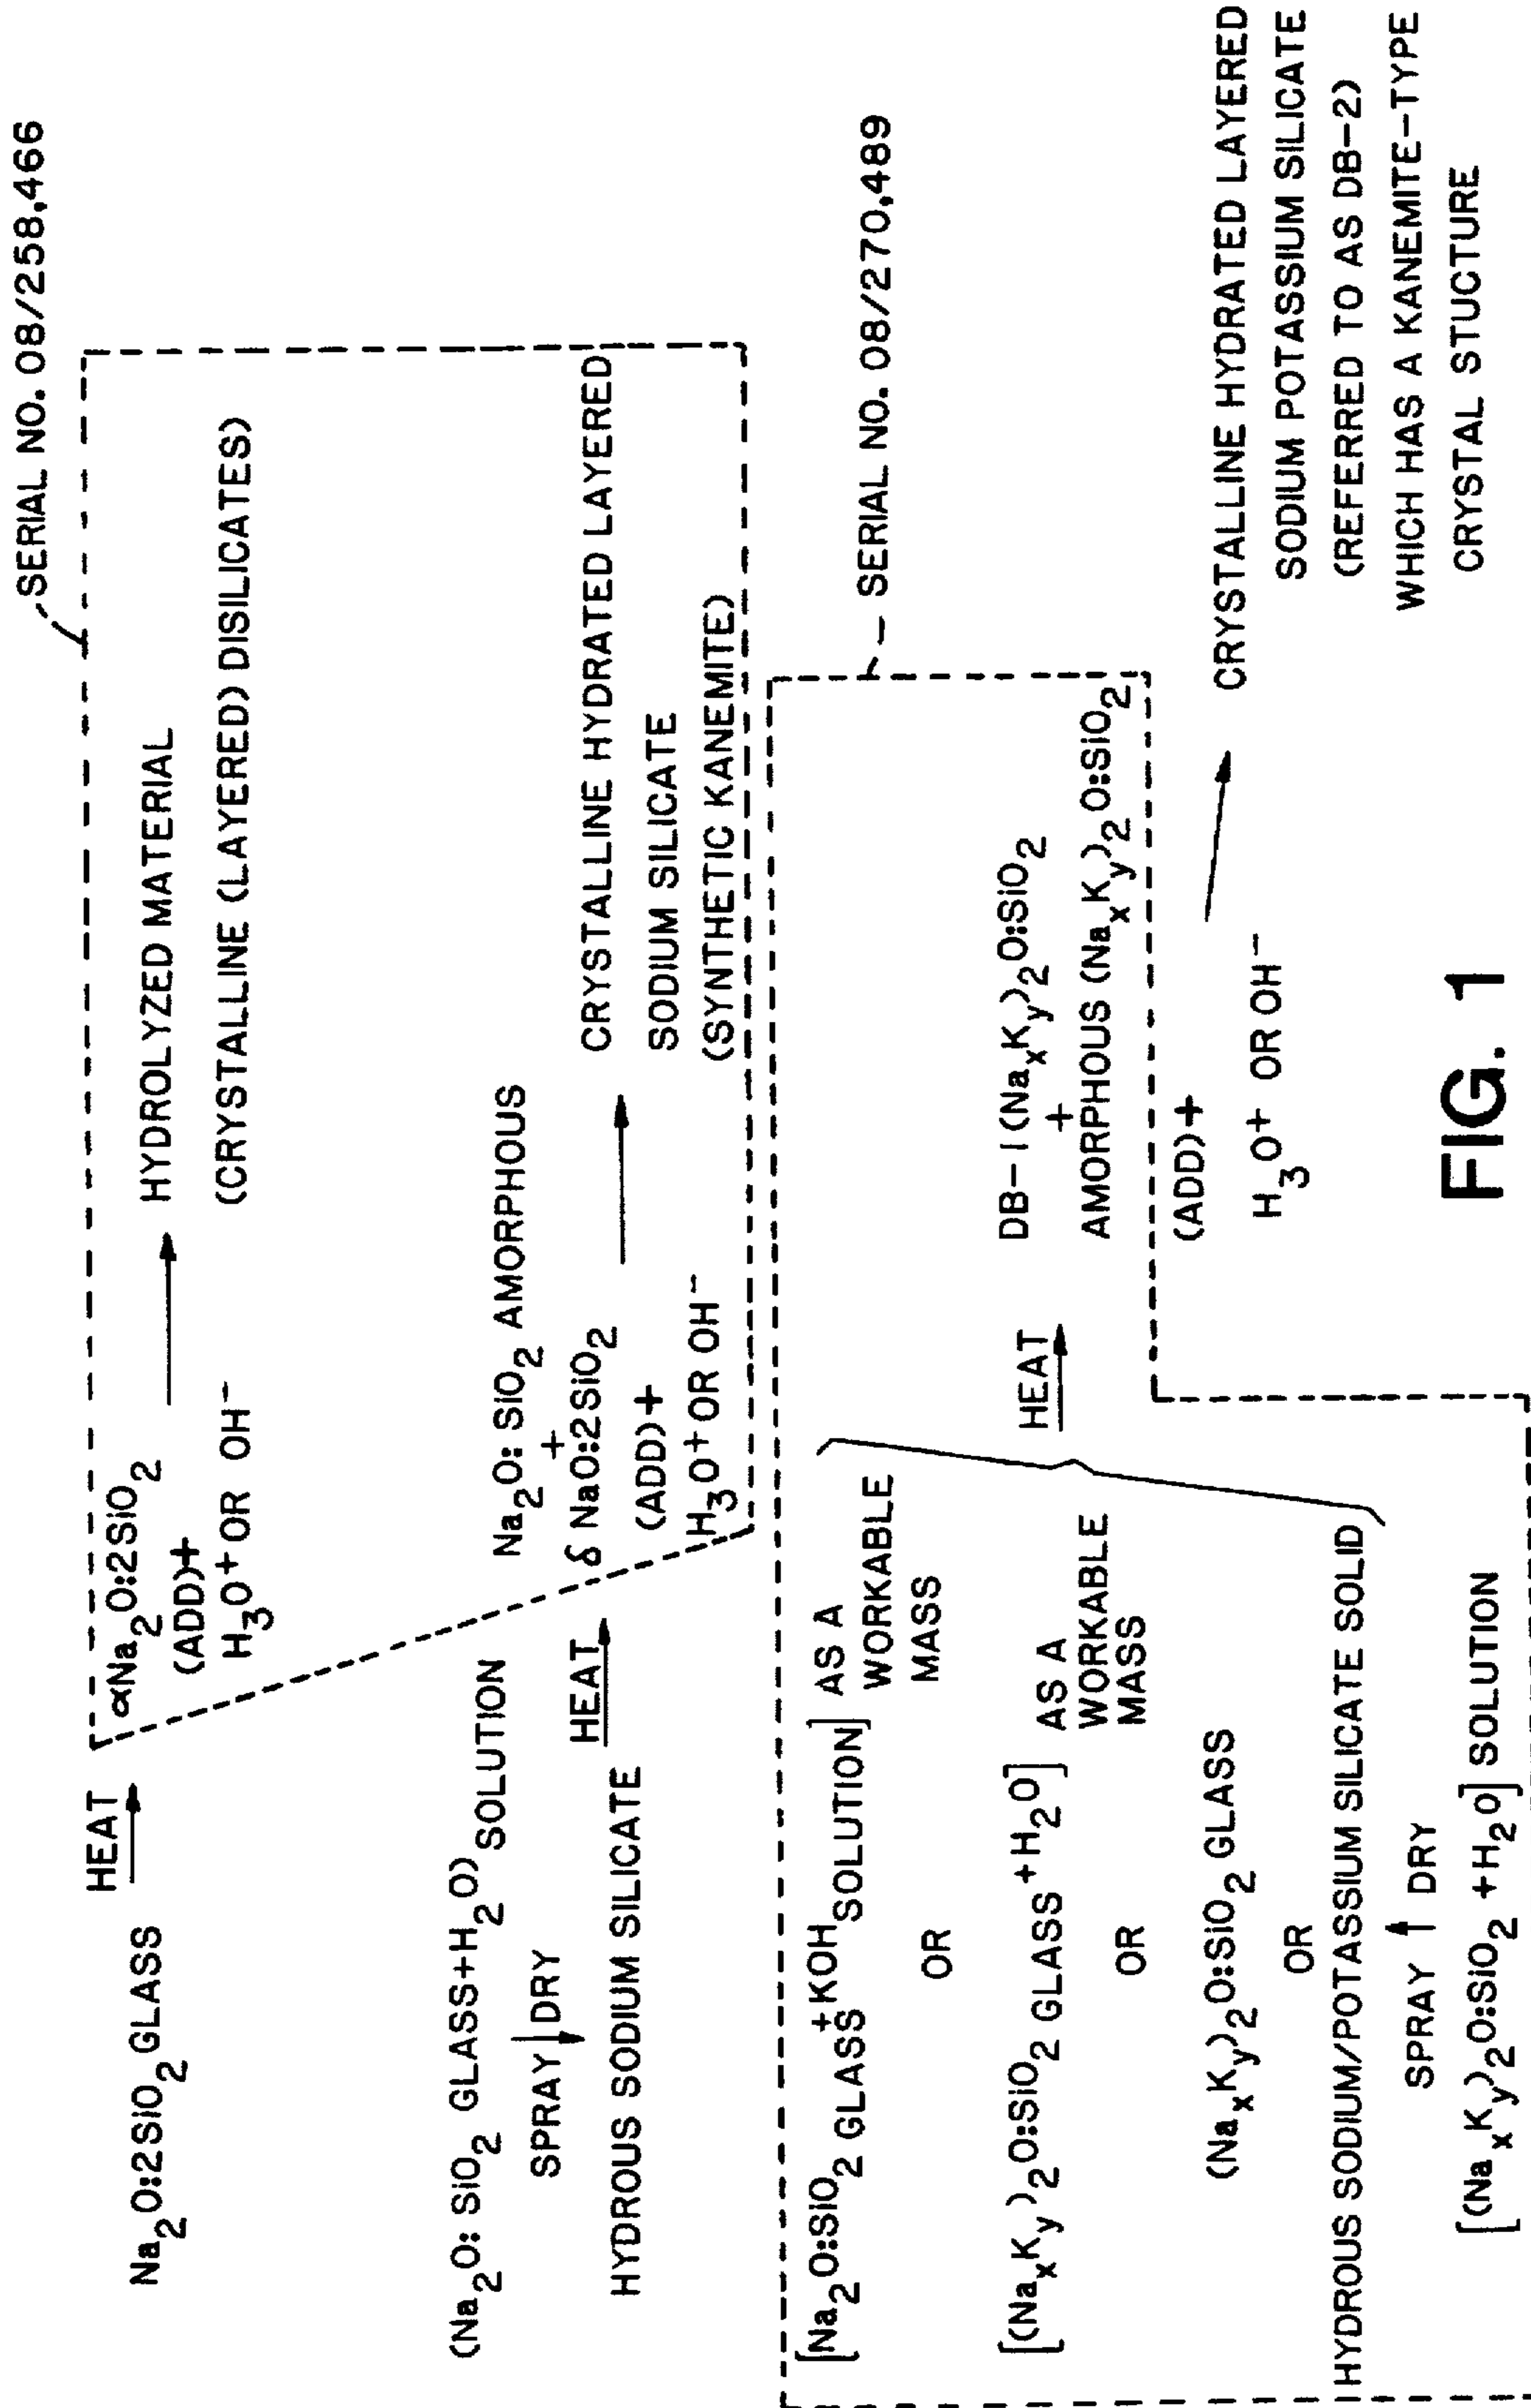 SERIAL NO. 08/258,466
Na2O:2SiO2 GLASS
HEAT
∝Na2O:2SiO2
(ADD)+
H3O+ OR OH−
HYDROLYZED MATERIAL
(CRYSTALLINE (LAYERED) DISILICATES)
(Na2O: SiO2 GLASS+H2O) SOLUTION
SPRAY DRY
HYDROUS SODIUM SILICATE
HEAT
Na2O: SiO2 AMORPHOUS
+
δ NaO:2SiO2
(ADD)+
H3O+ OR OH−
CRYSTALLINE HYDRATED LAYERED
SODIUM SILICATE
(SYNTHETIC KANEMITE)
SERIAL NO. 08/270,489
[Na2O:SiO2 GLASS +KOH SOLUTION] AS A
WORKABLE
MASS
OR
[(NaxKy)2O:SiO2 GLASS +H2O] AS A
WORKABLE
MASS
OR
(NaxKy)2O:SiO2 GLASS
OR
HYDROUS SODIUM/POTASSIUM SILICATE SOLID
SPRAY DRY
[(NaxKy)2O:SiO2 +H2O] SOLUTION
HEAT
DB-1(NaxKy)2O:SiO2
+
AMORPHOUS (NaxKy)2O:SiO2
(ADD)+
H3O+ OR OH−
CRYSTALLINE HYDRATED LAYERED
SODIUM POTASSIUM SILICATE
(REFERRED TO AS DB-2)
WHICH HAS A KANEMITE-TYPE
CRYSTAL STUCTURE
FIG. 1